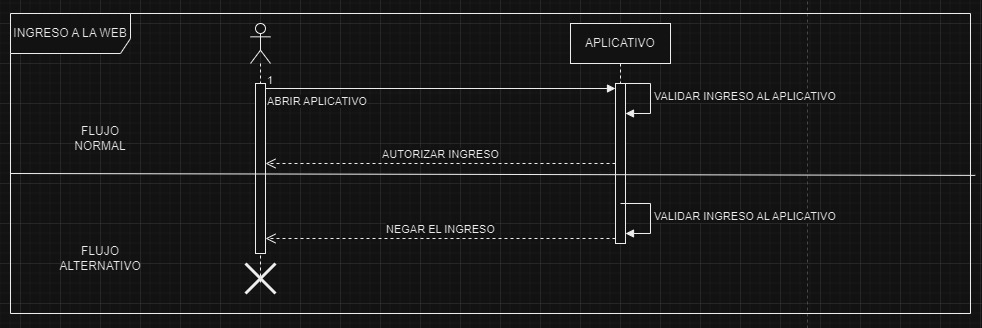 INGRESO A LA WEB
APLICATIVO
1
ABRIR APLICATIVO
VALIDAR INGRESO AL APLICATIVO
FLUJO
NORMAL
AUTORIZAR INGRESO
VALIDAR INGRESO AL APLICATIVO
NEGAR EL INGRESO
FLUJO
ALTERNATIVO